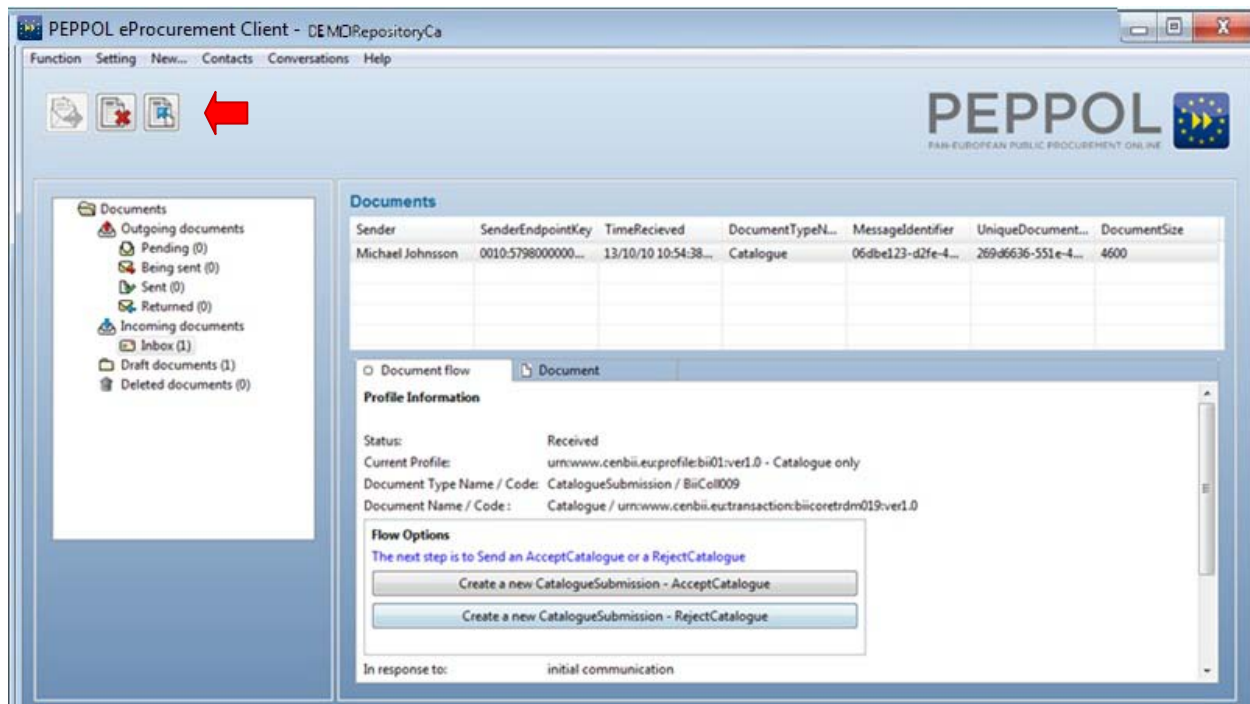 PEPPOL eProcurement Client - DEMORepositoryCa
Function Setting New... Contacts Conversations Help
PEPPOL
PAN-EUROPEAN PUBLIC PROCUREMENT ONLINE
Documents
Outgoing documents
Pending (0)
Being sent (0)
Sent (0)
Returned (0)
Incoming documents
Inbox (1)
Draft documents (1)
Deleted documents (0)
Documents
Sender SenderEndpointKey TimeRecieved DocumentTypeN... MessageIdentifier UniqueDocument... DocumentSize
Michael Johnsson 0010:5798000000... 13/10/10 10:54:38... Catalogue 06dbe123-d2fe-4... 269d6636-551e-4... 4600
Document flow Document
Profile Information
Status: Received
Current Profile: urn:www.cenbii.eu:profile:bii01:ver1.0 - Catalogue only
Document Type Name / Code: CatalogueSubmission / BiiColl009
Document Name / Code : Catalogue / urn:www.cenbii.eu:transaction:biicoretrdm019:ver1.0
Flow Options
The next step is to Send an AcceptCatalogue or a RejectCatalogue
Create a new CatalogueSubmission - AcceptCatalogue
Create a new CatalogueSubmission - RejectCatalogue
In response to: initial communication